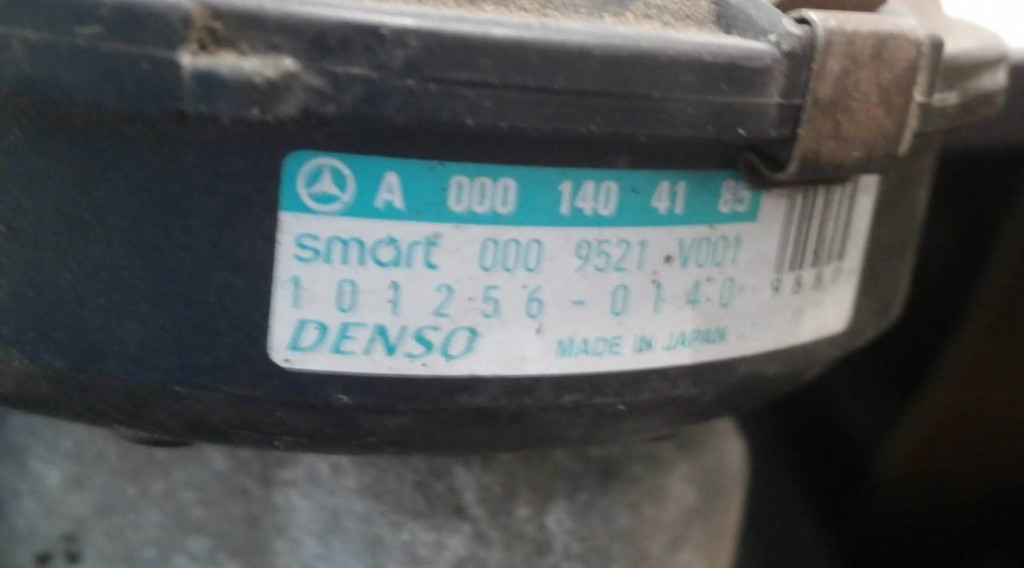 A 000 140 41 85
smart 000 9521 V001
101256-0140
DENSO MADE IN JAPAN